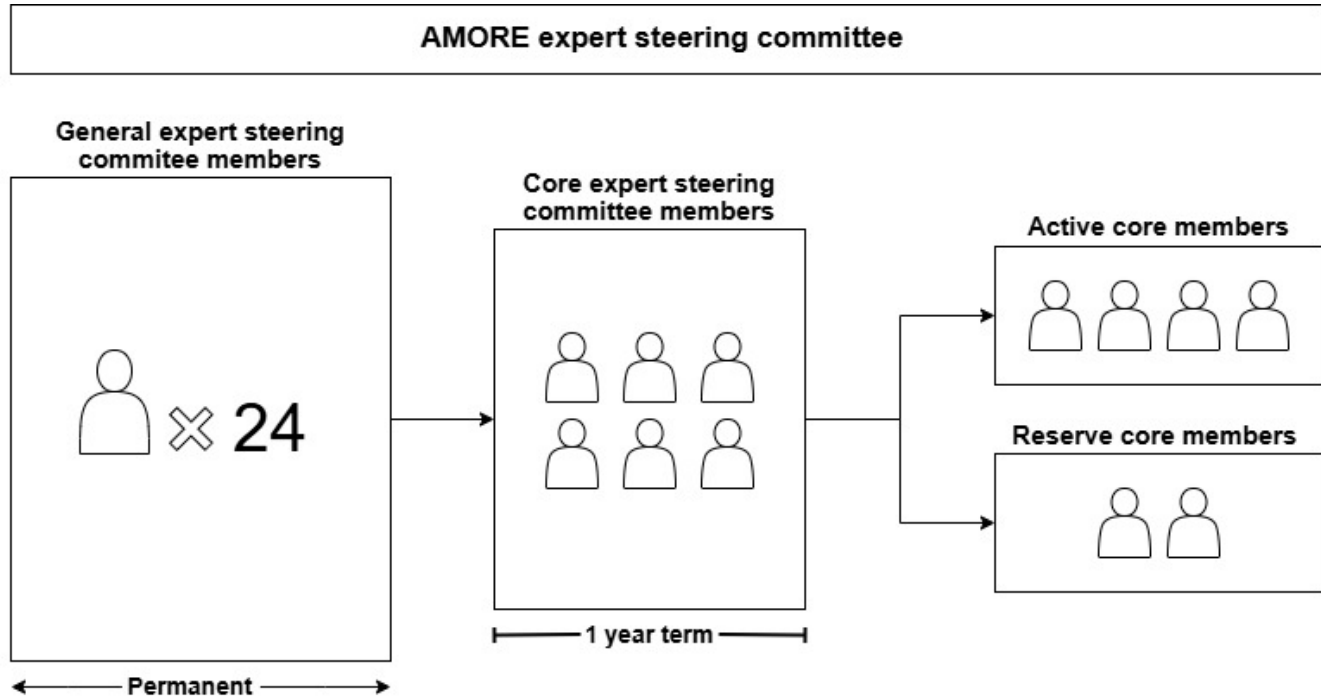 AMORE expert steering committee
General expert steering
commitee members
Core expert steering
committee members
Active core members
× 24
Reserve core members
1 year term
Permanent